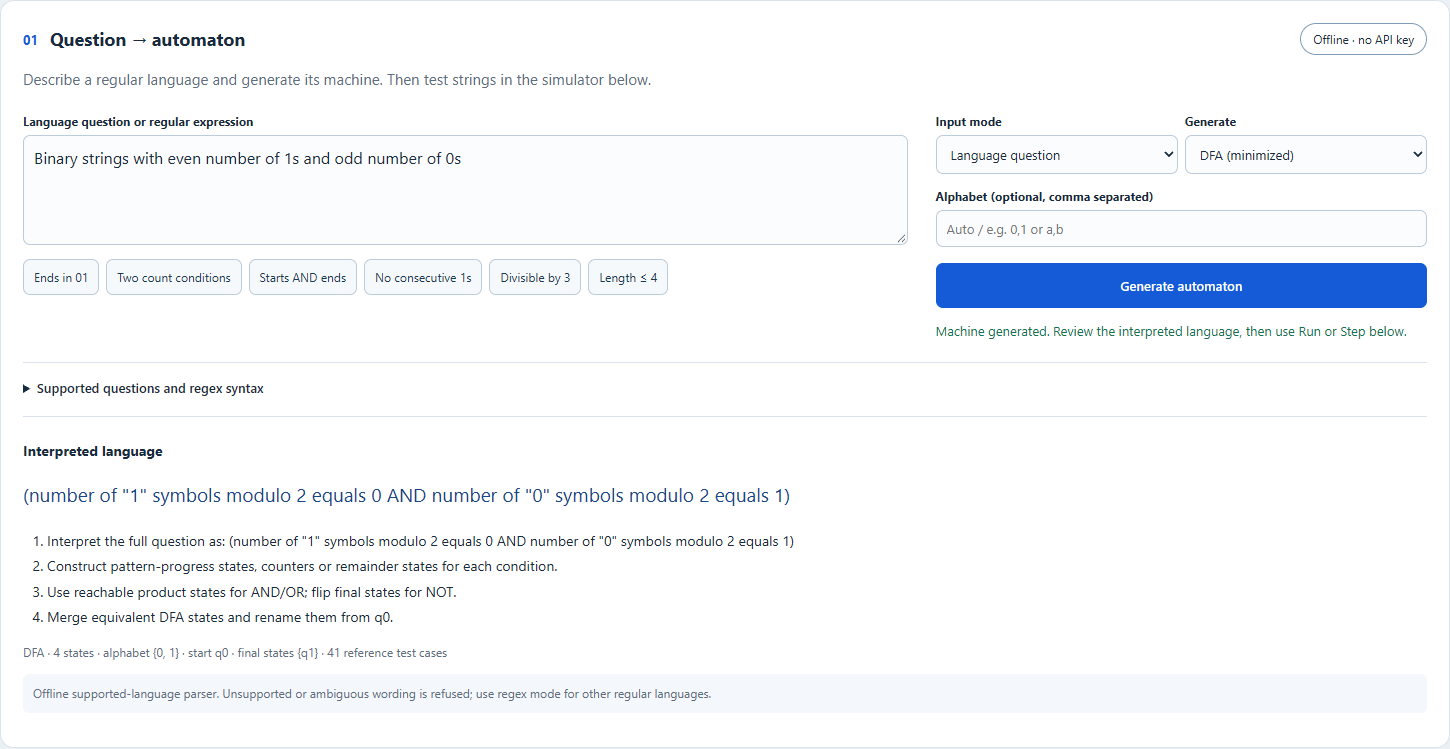 01 Question → automaton
Offline · no API key
Describe a regular language and generate its machine. Then test strings in the simulator below.
Language question or regular expression
Binary strings with even number of 1s and odd number of 0s
Ends in 01
Two count conditions
Starts AND ends
No consecutive 1s
Divisible by 3
Length ≤ 4
Input mode
Generate
Language question
DFA (minimized)
Alphabet (optional, comma separated)
Auto / e.g. 0,1 or a,b
Generate automaton
Machine generated. Review the interpreted language, then use Run or Step below.
Supported questions and regex syntax
Interpreted language
(number of "1" symbols modulo 2 equals 0 AND number of "0" symbols modulo 2 equals 1)
1. Interpret the full question as: (number of "1" symbols modulo 2 equals 0 AND number of "0" symbols modulo 2 equals 1)
2. Construct pattern-progress states, counters or remainder states for each condition.
3. Use reachable product states for AND/OR; flip final states for NOT.
4. Merge equivalent DFA states and rename them from q0.
DFA · 4 states · alphabet {0, 1} · start q0 · final states {q1} · 41 reference test cases
Offline supported-language parser. Unsupported or ambiguous wording is refused; use regex mode for other regular languages.